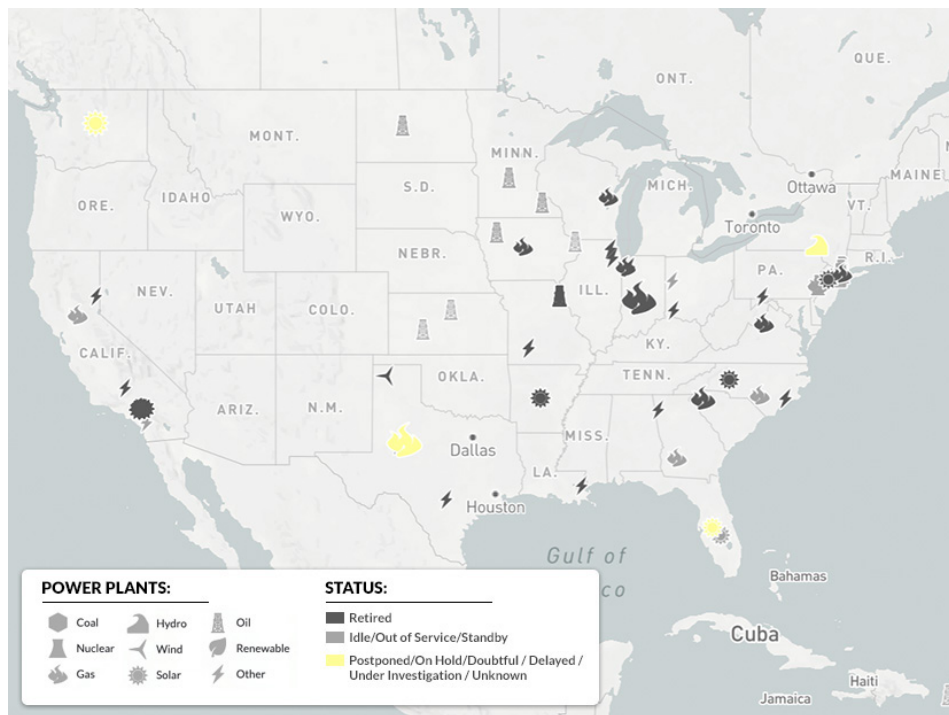 QUE.
ONT.
MONT.
MINN.
MAINE
Ottawa
S.D.
MICH.
IDAHO
VT.
ORE.
WYO.
Toronto
NEBR.
R.I.
PA.
NEV.
ILL.
UTAH
COLO.
KY.
CALIF.
TENN.
OKLA.
ARIZ.
N.M.
MISS.
Dallas
LA.
Houston
Gulf of
co
Bahamas
Cuba
Haiti
Jamaica
POWER PLANTS:
Coal
Hydro
Oil
Nuclear
Wind
Renewable
Gas
Solar
Other
STATUS:
Retired
Idle/Out of Service/Standby
Postponed/On Hold/Doubtful / Delayed /
Under Investigation / Unknown